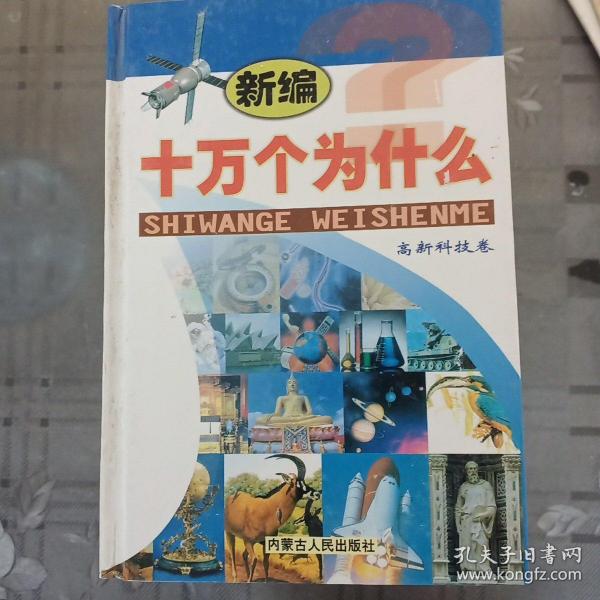 新编
十万个为什么
SHIWANGE WEISHENME
高新科技卷
内蒙古人民出版社
孔夫子旧书网
www.kongfz.com